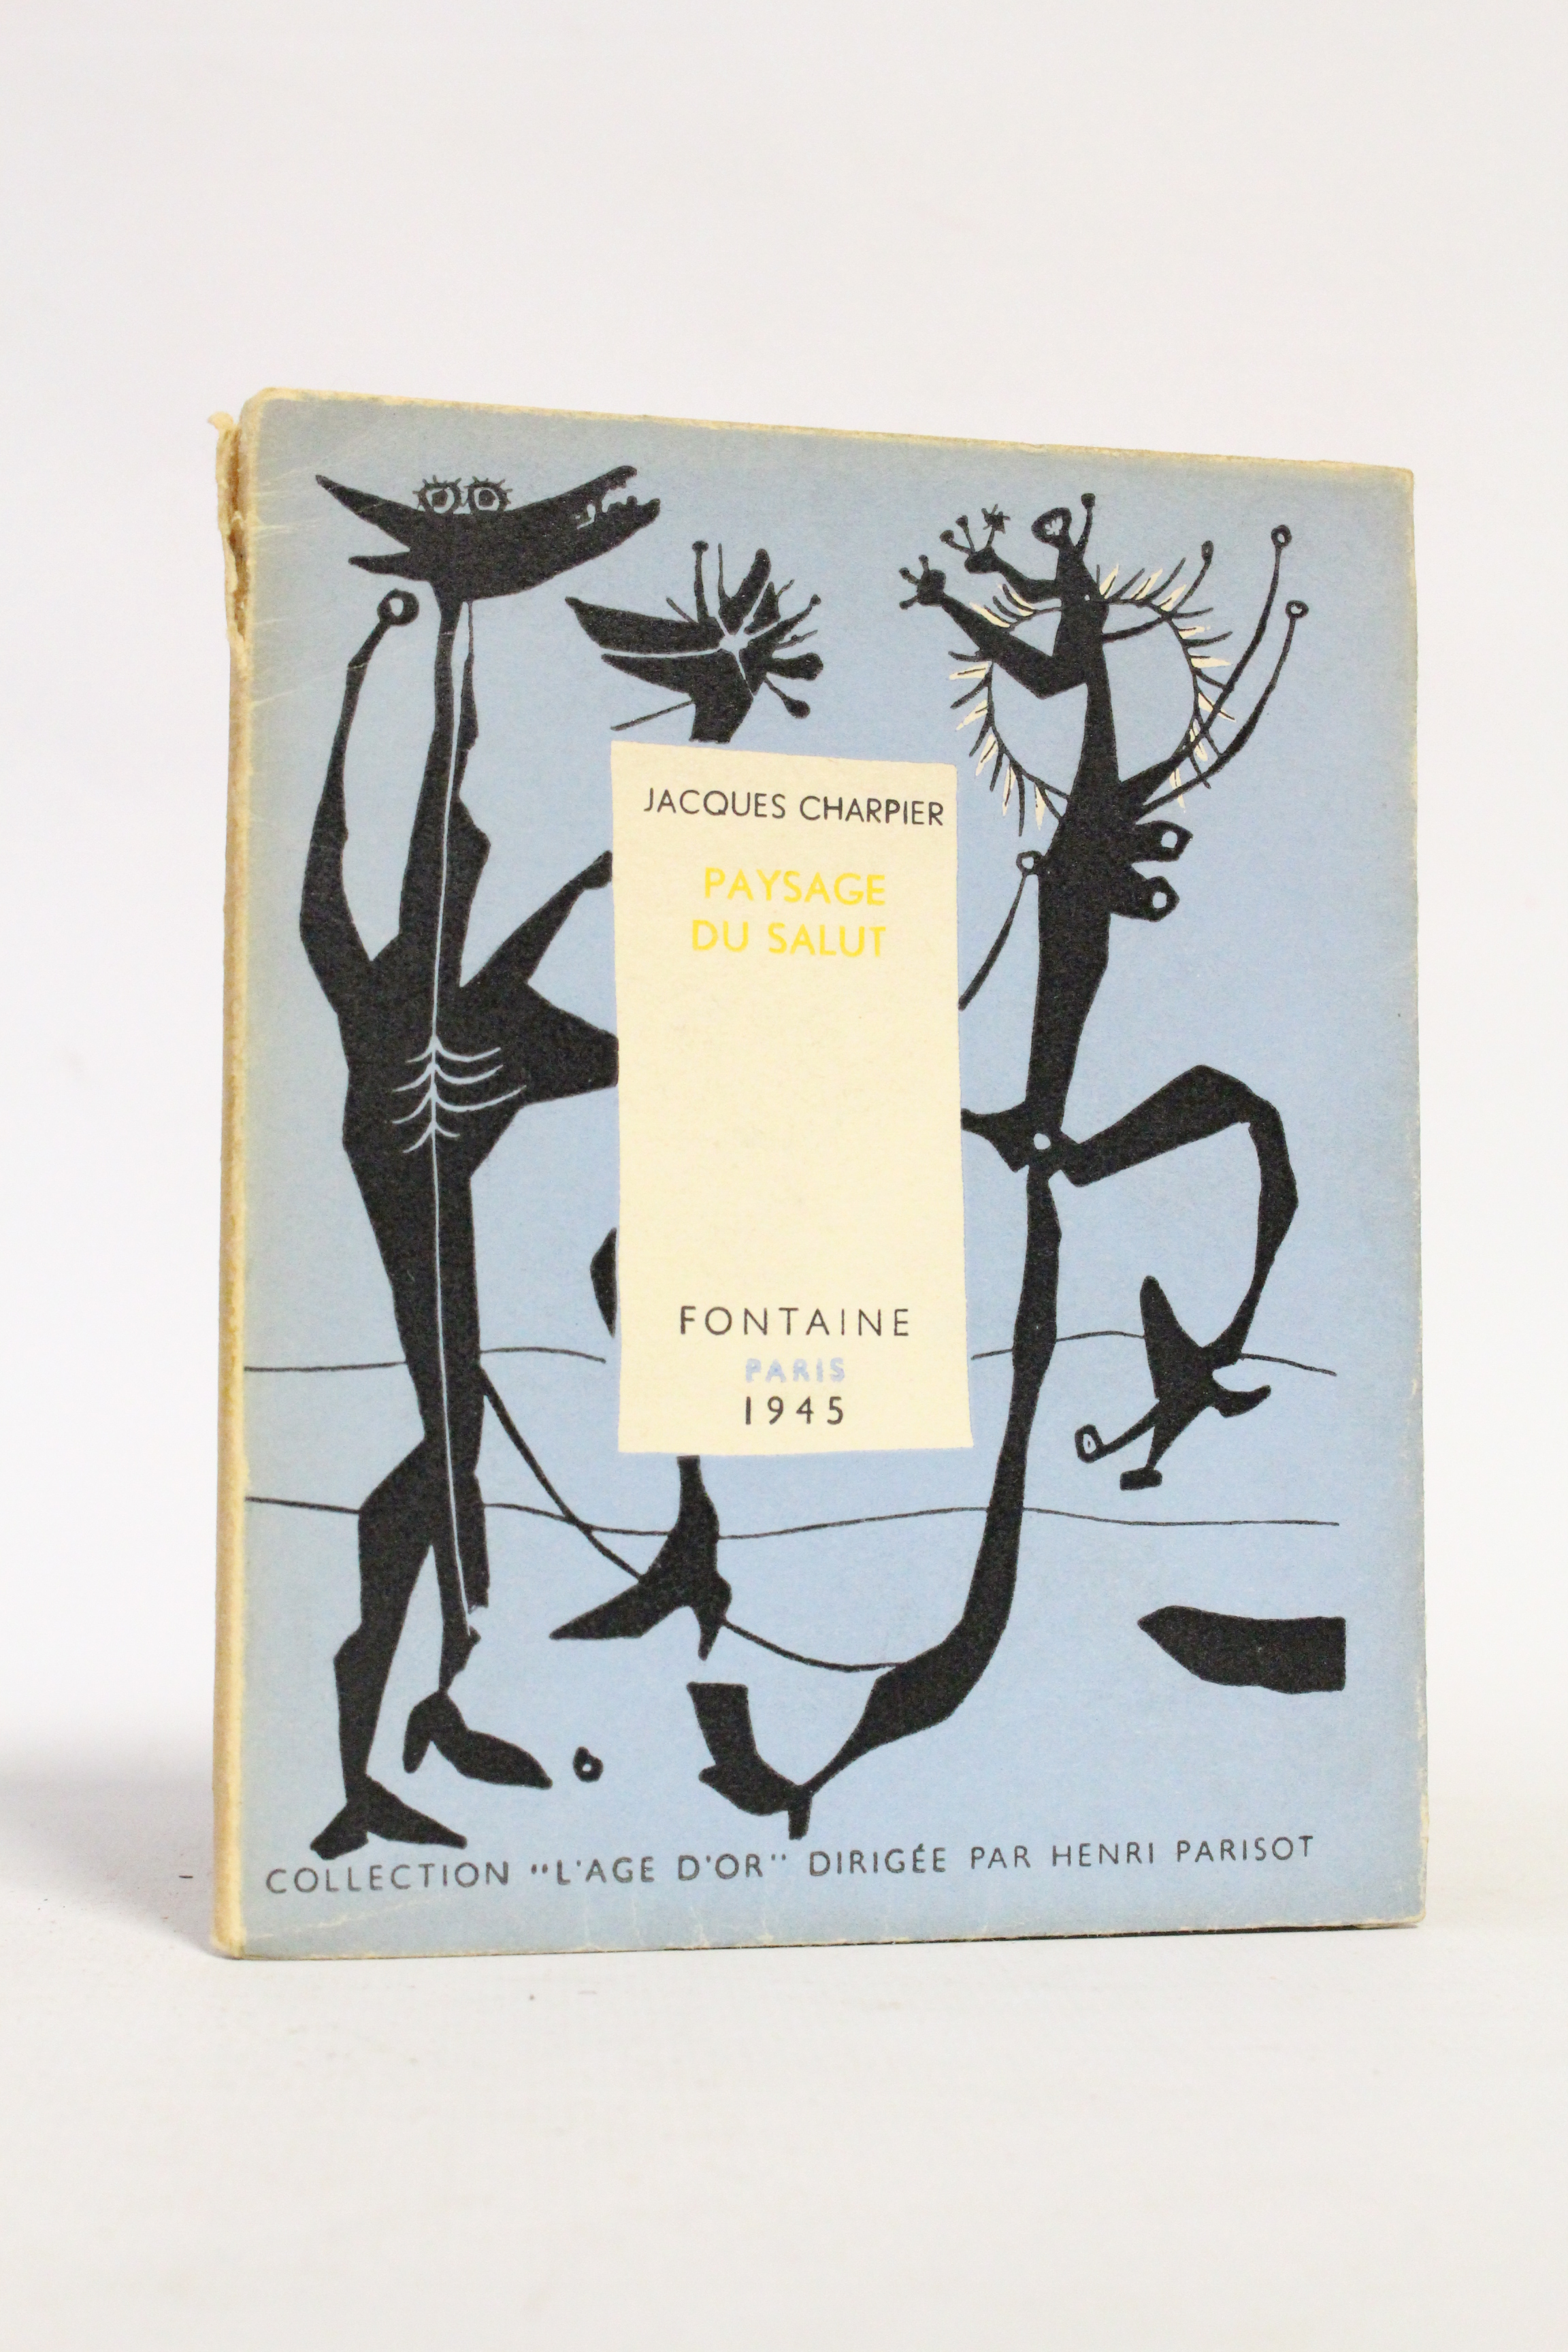 JACQUES CHARPIER
PAYSAGE
DU SALUT
FONTAINE
PARIS
1945
COLLECTION "L'AGE D'OR" DIRIGÉE PAR HENRI PARISOT